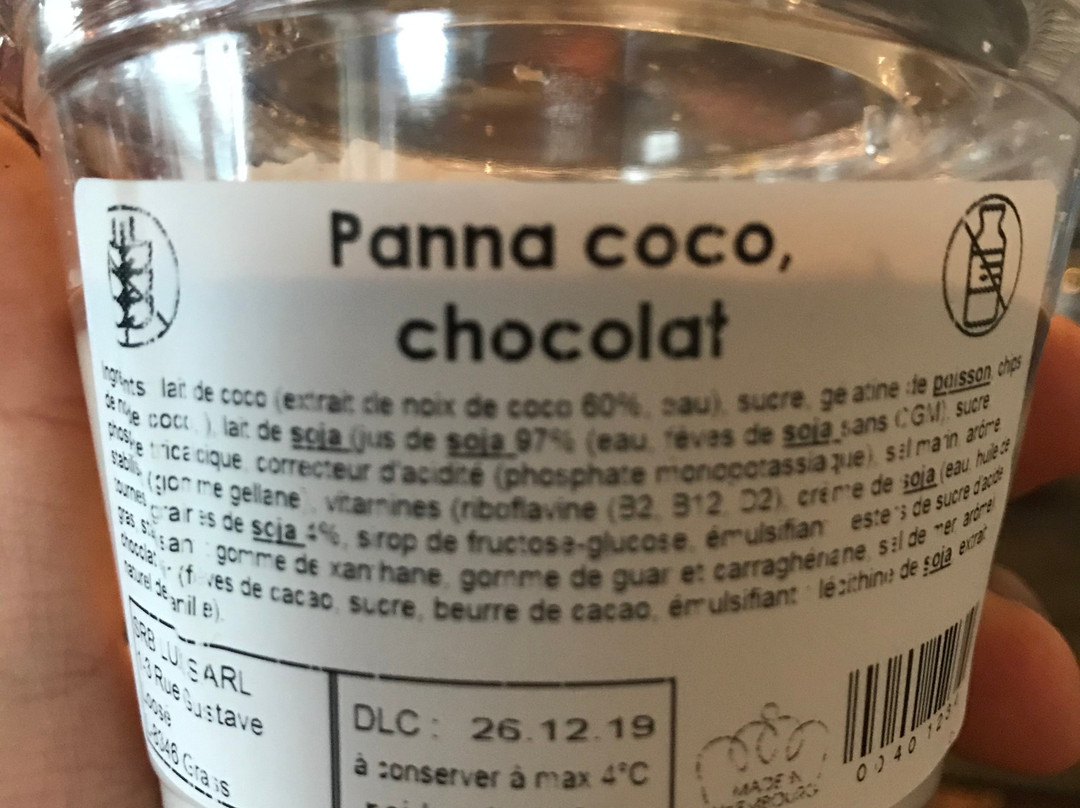 Panna coco,
chocolat
lait de coco (extrait de noix de coco 60%, eau), sucre, gelatine de poisson, chips
de coco), lait de soja (jus de soja 97% (eau, fèves de soja sans OGM), sucre
tricalcique, correcteur d'acidité (phosphate monopotassique), sel marin, arôme
(gomme gellane), vitamines (riboflavine (B2, B12, D2), crème de soja (eau, huile de
graines de soja 4%, sirop de fructose-glucose, émulsifiant esters de sucre d'acide
gras, gomme de xanthane, gomme de guar et carraghénane, sel de mer arôme)
chocolat (fèves de cacao, sucre, beurre de cacao, émulsifiant lécithine de soja extrait
naturel de
SARL
Rue Gustave
Grass
DLC : 26.12.19
à conserver à max 4°C
MADE